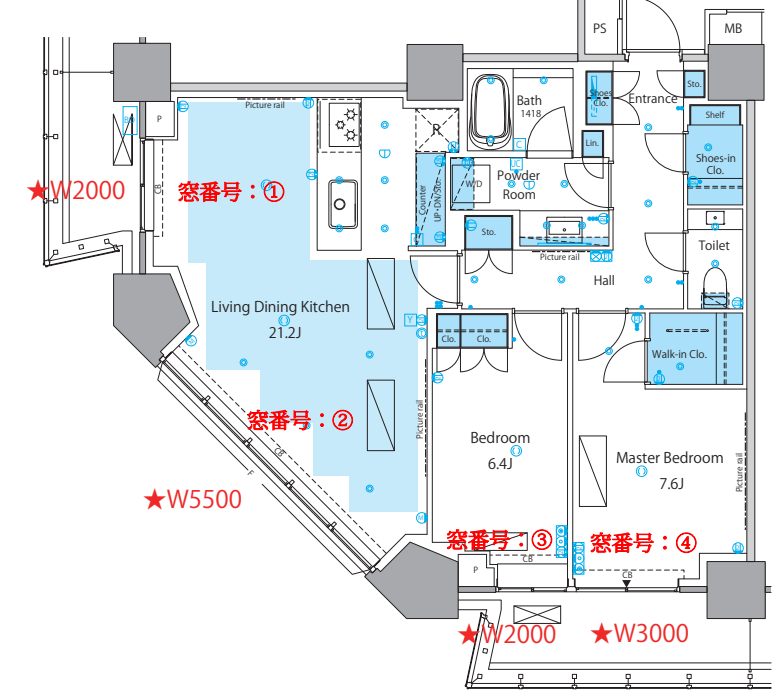 PS
MB
Picture rail
P
Bath
1418
Shoes
Clo.
Entrance
Sto.
Shelf
R
Lin.
Shoes-in
Clo.
★W2000
窓番号：①
CB
Counter
UP・DN/Sto.
W/D
Powder
Room
Sto.
Picture rail
Toilet
Hall
Living Dining Kitchen
21.2J
Y
Clo.
Clo.
Walk-in Clo.
窓番号：②
CB
F
Picture rail
Bedroom
6.4J
Master Bedroom
7.6J
Picture rail
★W5500
窓番号：③
窓番号：④
P
CB
CB
★W2000
★W3000